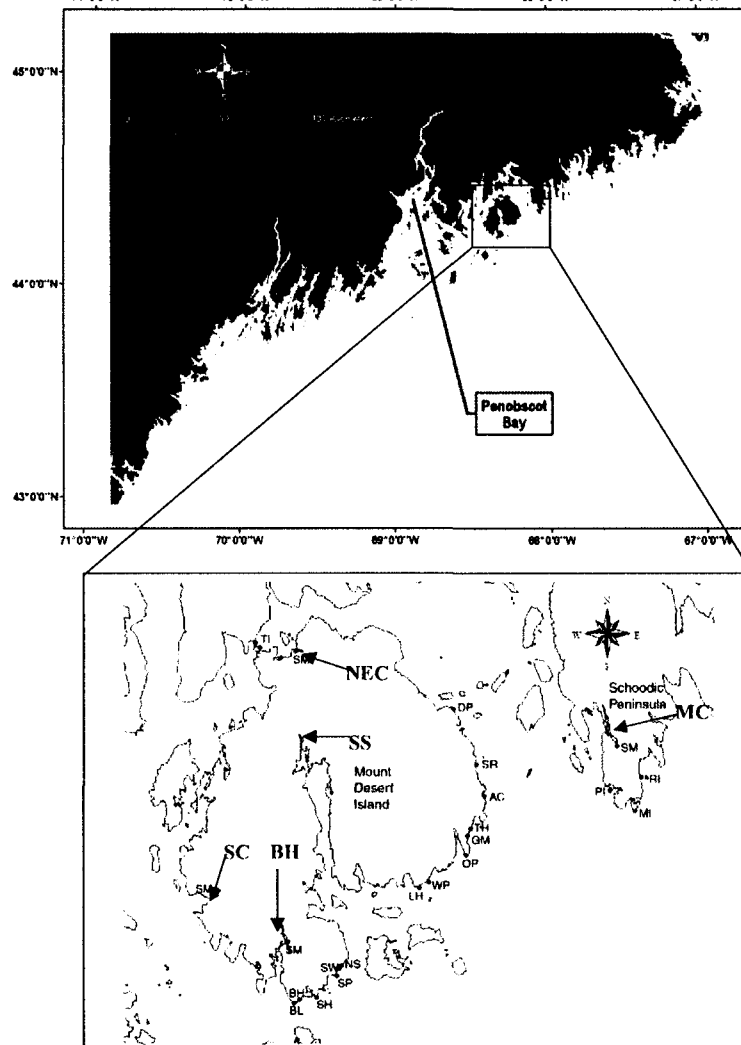 45°0'0"N
44°0'0"N
Penobscot
Bay
43°0'0"N
71°0'0"W 70°0'0"W 69°0'0"W 68°0'0"W 67°0'0"W
N
W E
TI
SM
NEC
Schoodic
Peninsula
MC
DP
SM
SS
Mount
Desert
Island
SR
RI
PI
AC
MI
TH
GM
OP
SC
BH
SM
WP
LH
SM
SW NS
SP
BH
SH
BL